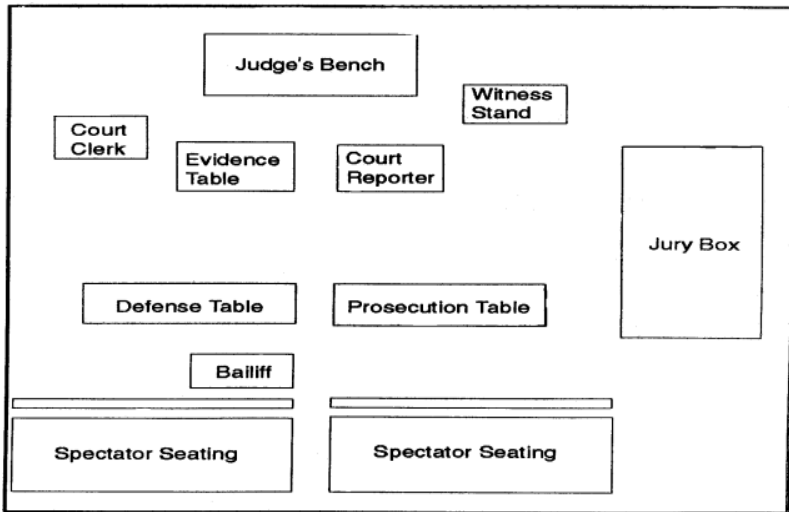 Judge's Bench
Witness
Stand
Court
Clerk
Evidence
Table
Court
Reporter
Jury Box
Defense Table
Prosecution Table
Bailiff
Spectator Seating
Spectator Seating